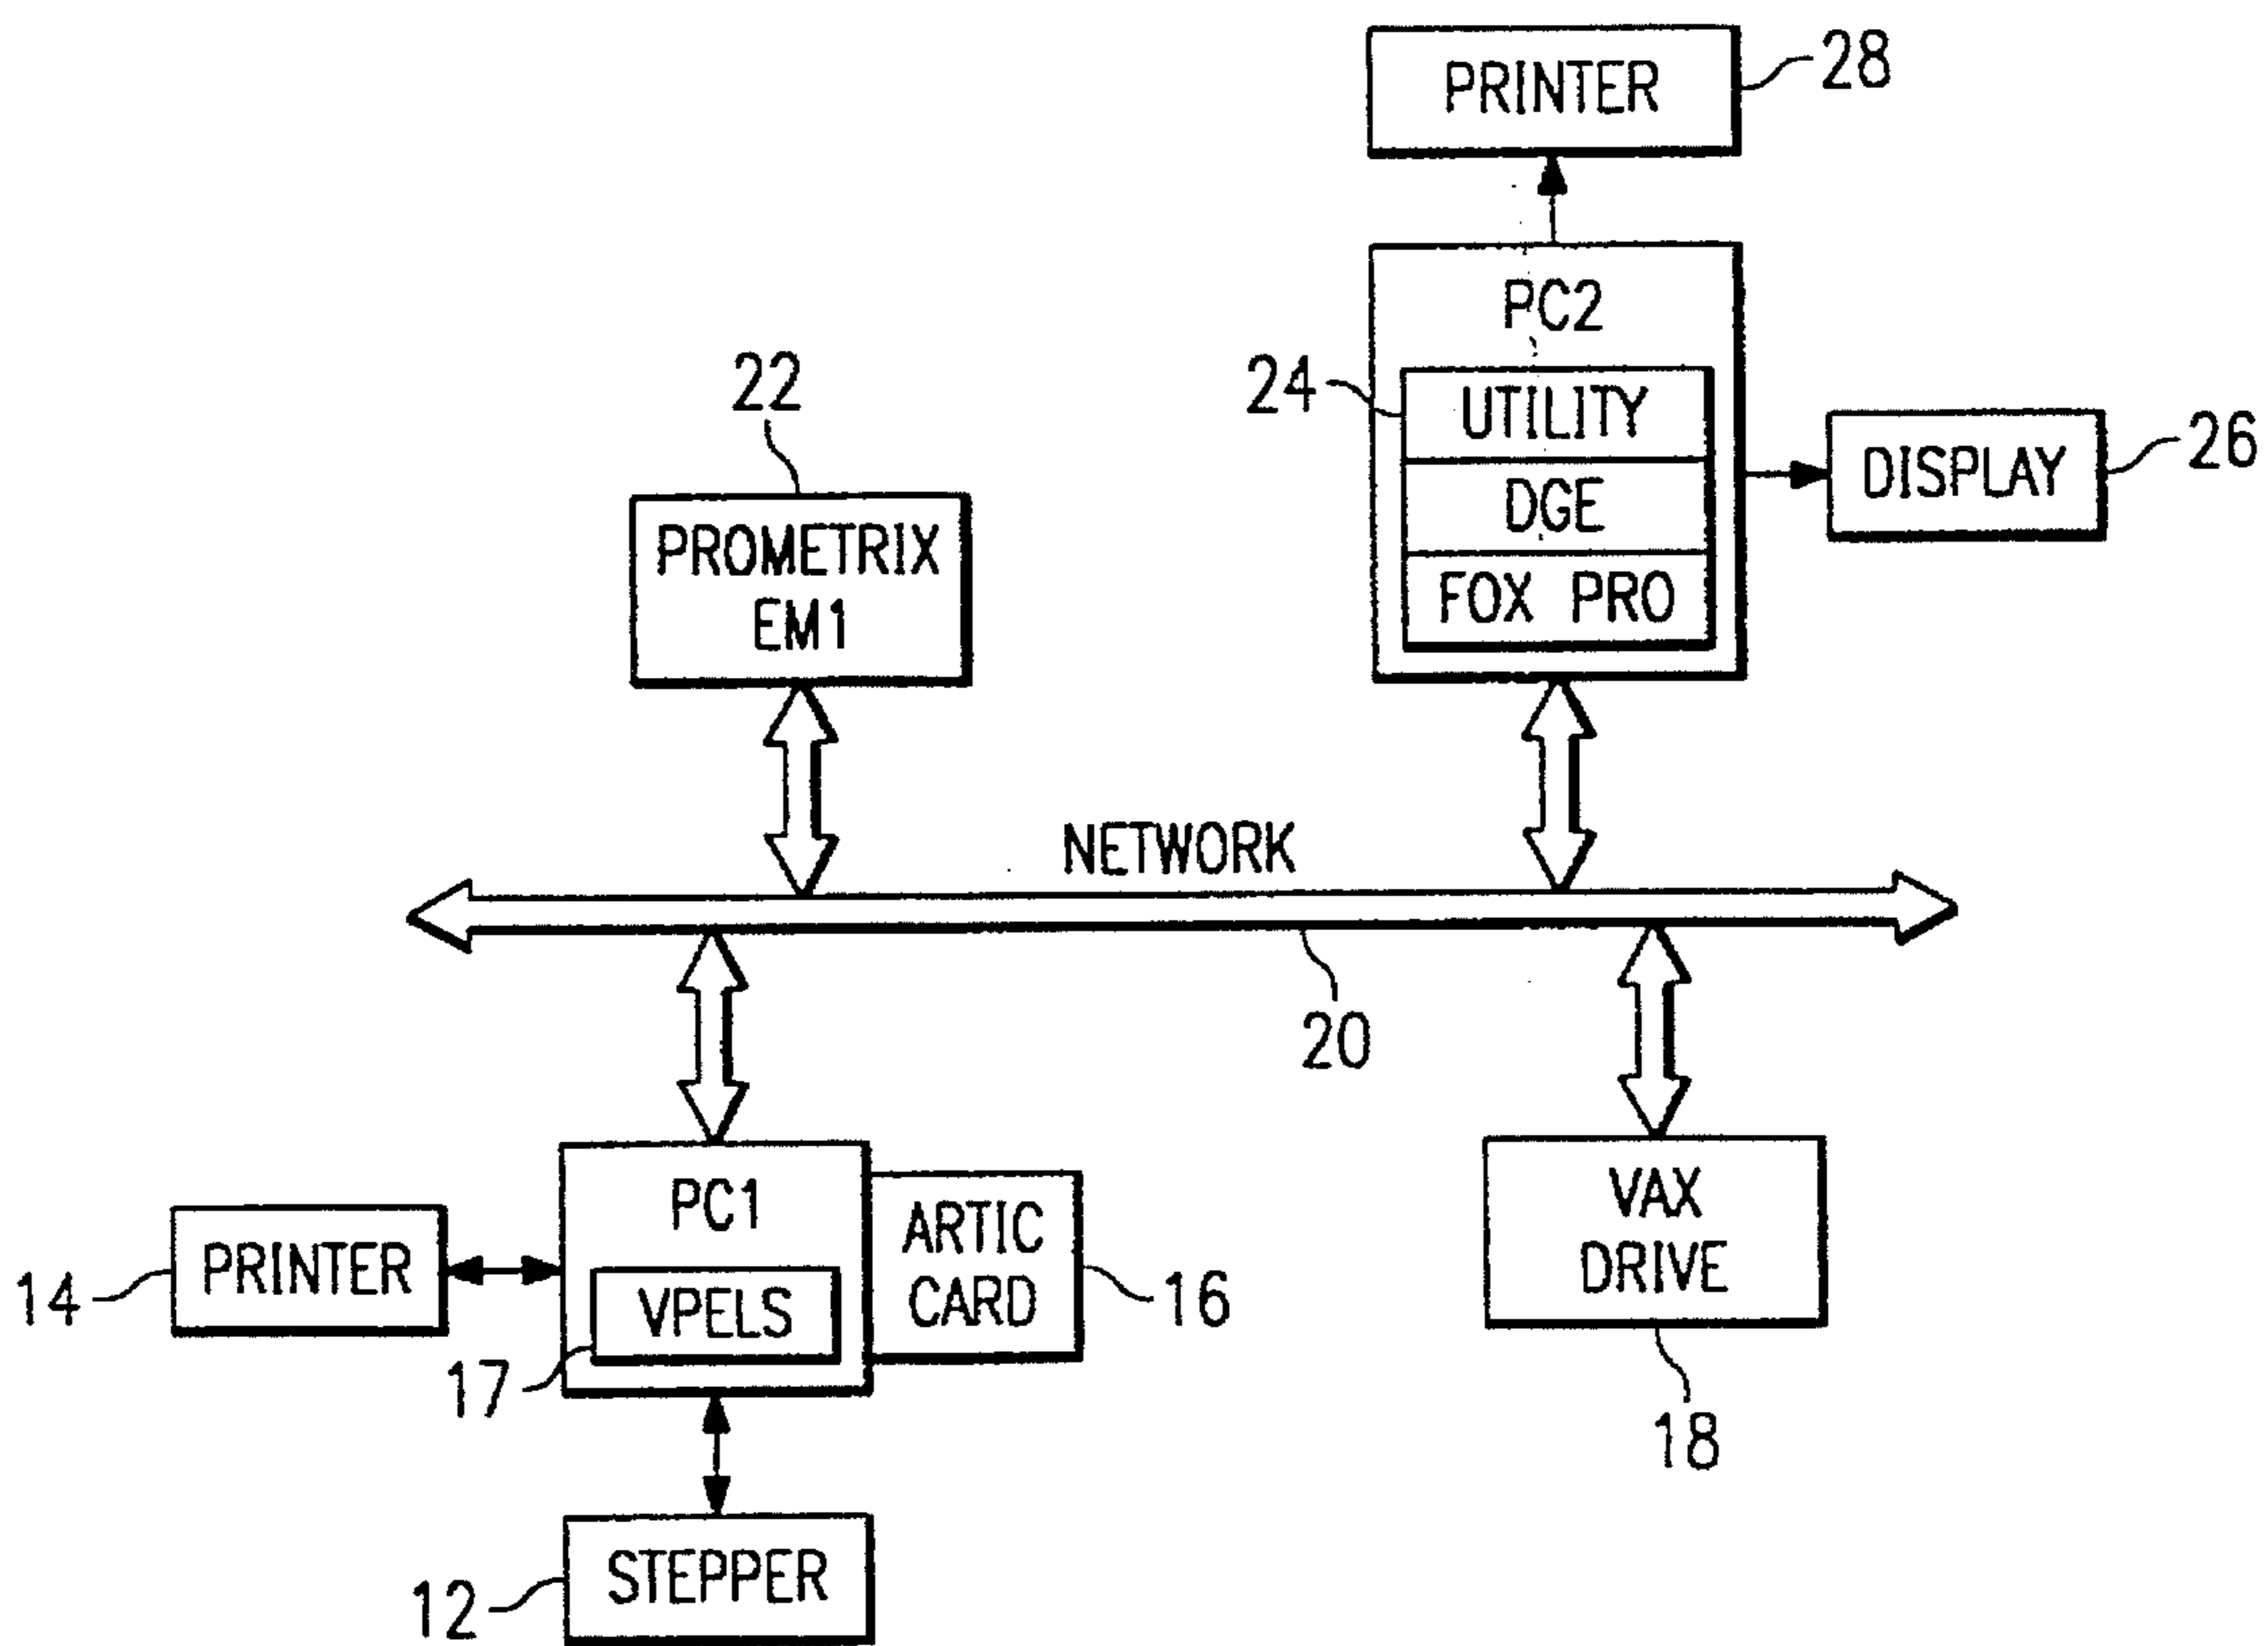 PRINTER
28
PC2
24
UTILITY
DGE
FOX PRO
DISPLAY
26
22
PROMETRIX
EM1
NETWORK
20
PC1
VPELS
17
ARTIC
CARD
16
PRINTER
14
STEPPER
12
VAX
DRIVE
18